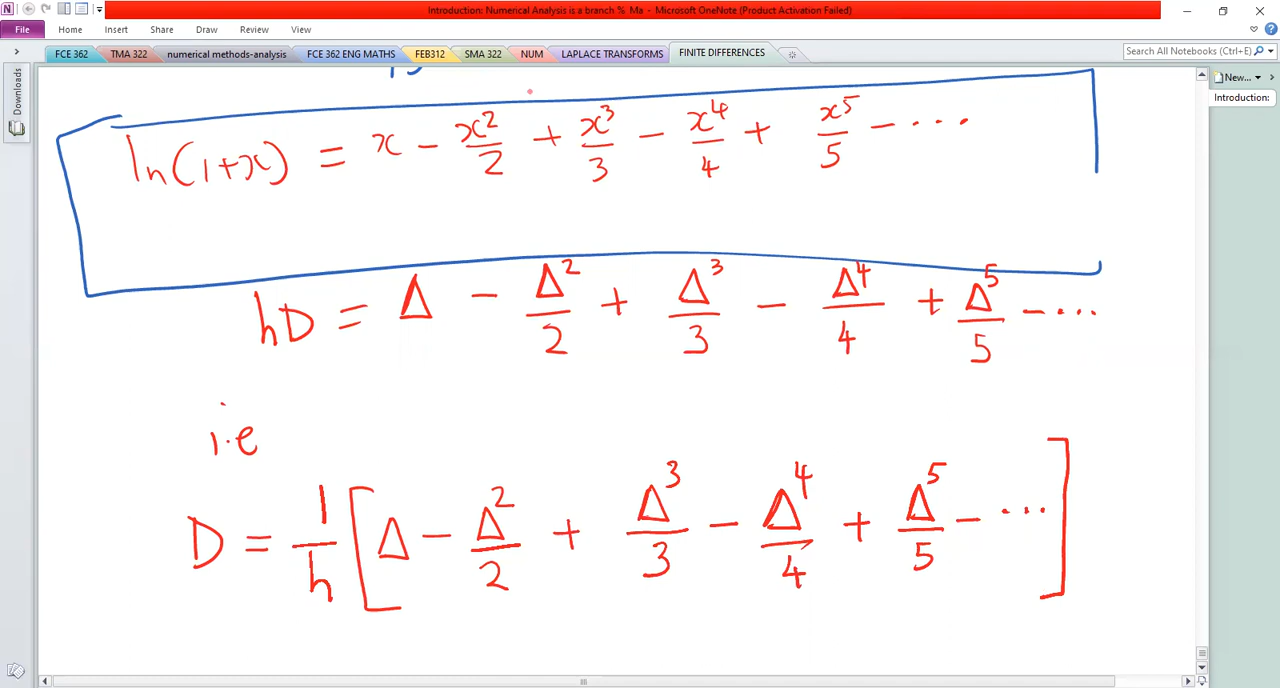 Introduction: Numerical Analysis is a branch % Ma - Microsoft OneNote (Product Activation Failed)
File Home Insert Share Draw Review View
FCE 362 TMA 322 numerical methods-analysis FCE 362 ENG MATHS FEB312 SMA 322 NUM LAPLACE TRANSFORMS FINITE DIFFERENCES Search All Notebooks (Ctrl+E)
Downloads
New...
Introduction:
ln(1+x) = x - x²/2 + x³/3 - x⁴/4 + x⁵/5 - ...
hD = Δ - Δ²/2 + Δ³/3 - Δ⁴/4 + Δ⁵/5 - ...
i.e
D = 1/h [Δ - Δ²/2 + Δ³/3 - Δ⁴/4 + Δ⁵/5 - ...]